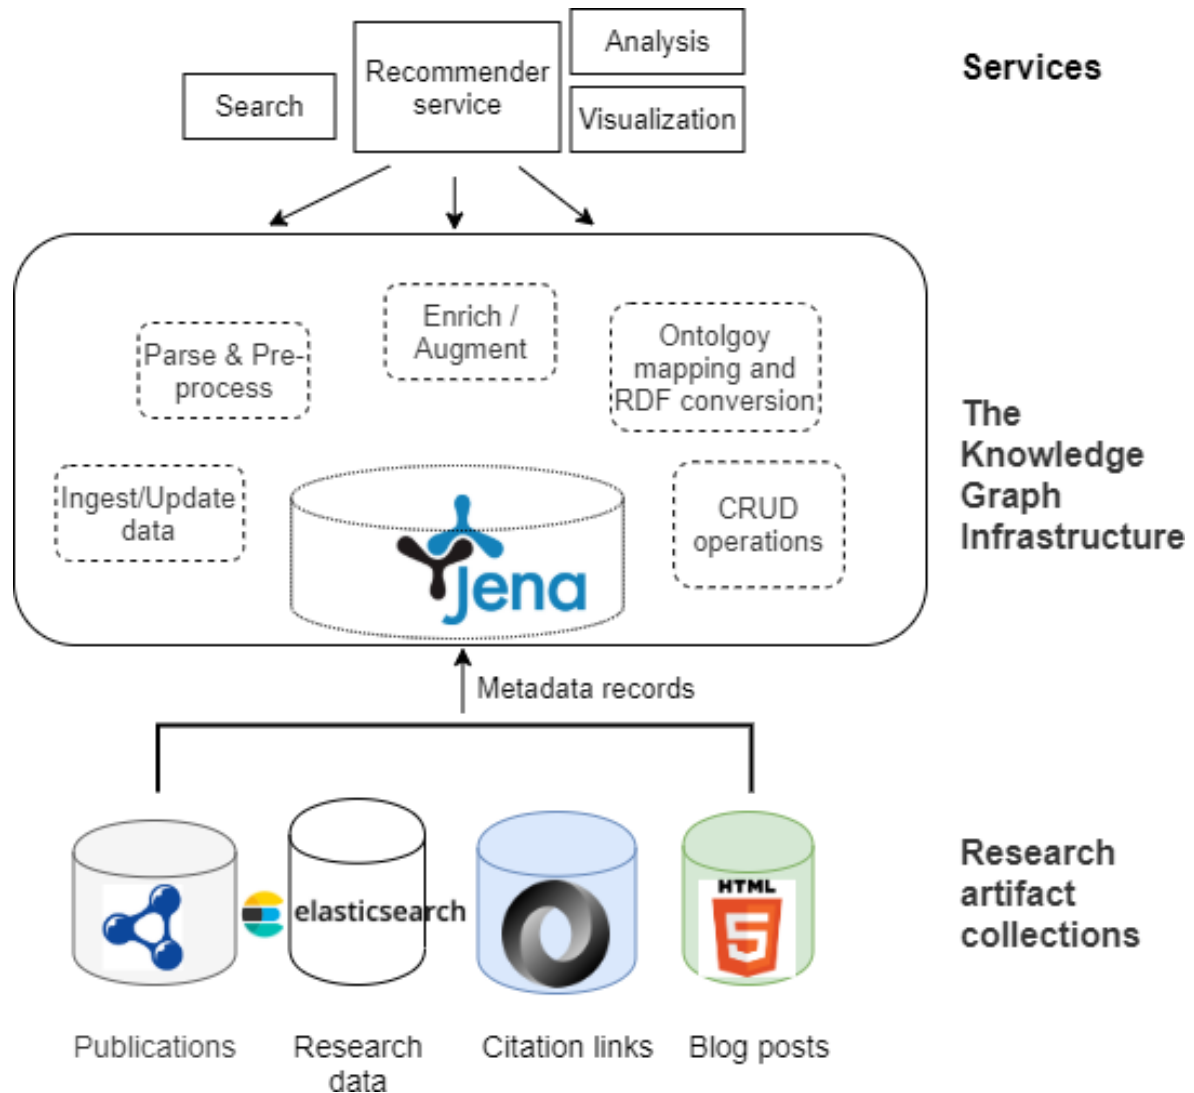 Analysis
Services
Recommender
service
Search
Visualization
Enrich /
Augment
Ontolgoy
mapping and
RDF conversion
Parse & Pre-
process
The
Knowledge
Graph
Infrastructure
Ingest/Update
data
CRUD
operations
Jena
Metadata records
Research
artifact
collections
elasticsearch
HTML
5
Publications
Research
data
Citation links
Blog posts